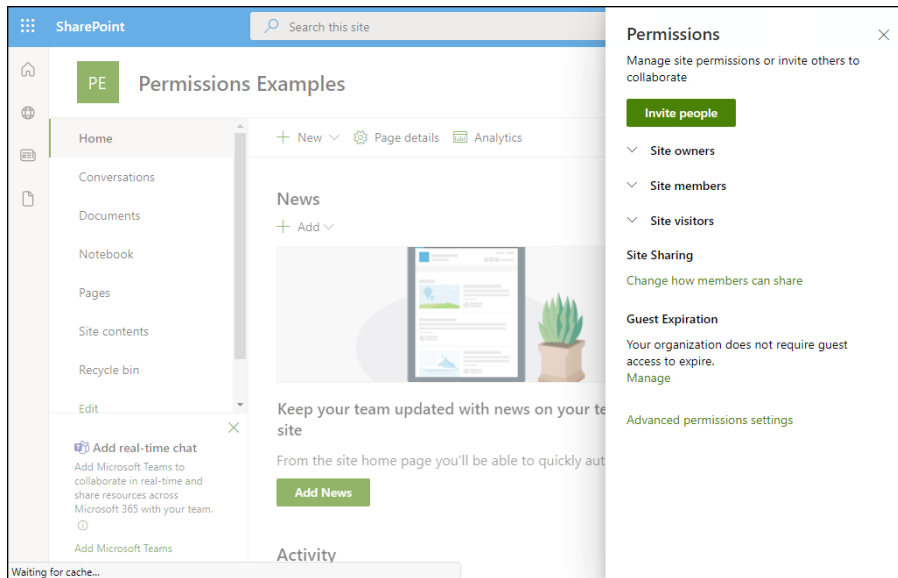 SharePoint
Search this site
PE
Permissions Examples
Home
Conversations
Documents
Notebook
Pages
Site contents
Recycle bin
Edit
Add real-time chat
Add Microsoft Teams to
collaborate in real-time and
share resources across
Microsoft 365 with your team.
Add Microsoft Teams
Waiting for cache...
New
Page details
Analytics
News
Add
Keep your team updated with news on your te
site
From the site home page you'll be able to quickly aut
Add News
Activity
Permissions
Manage site permissions or invite others to
collaborate
Invite people
Site owners
Site members
Site visitors
Site Sharing
Change how members can share
Guest Expiration
Your organization does not require guest
access to expire.
Manage
Advanced permissions settings